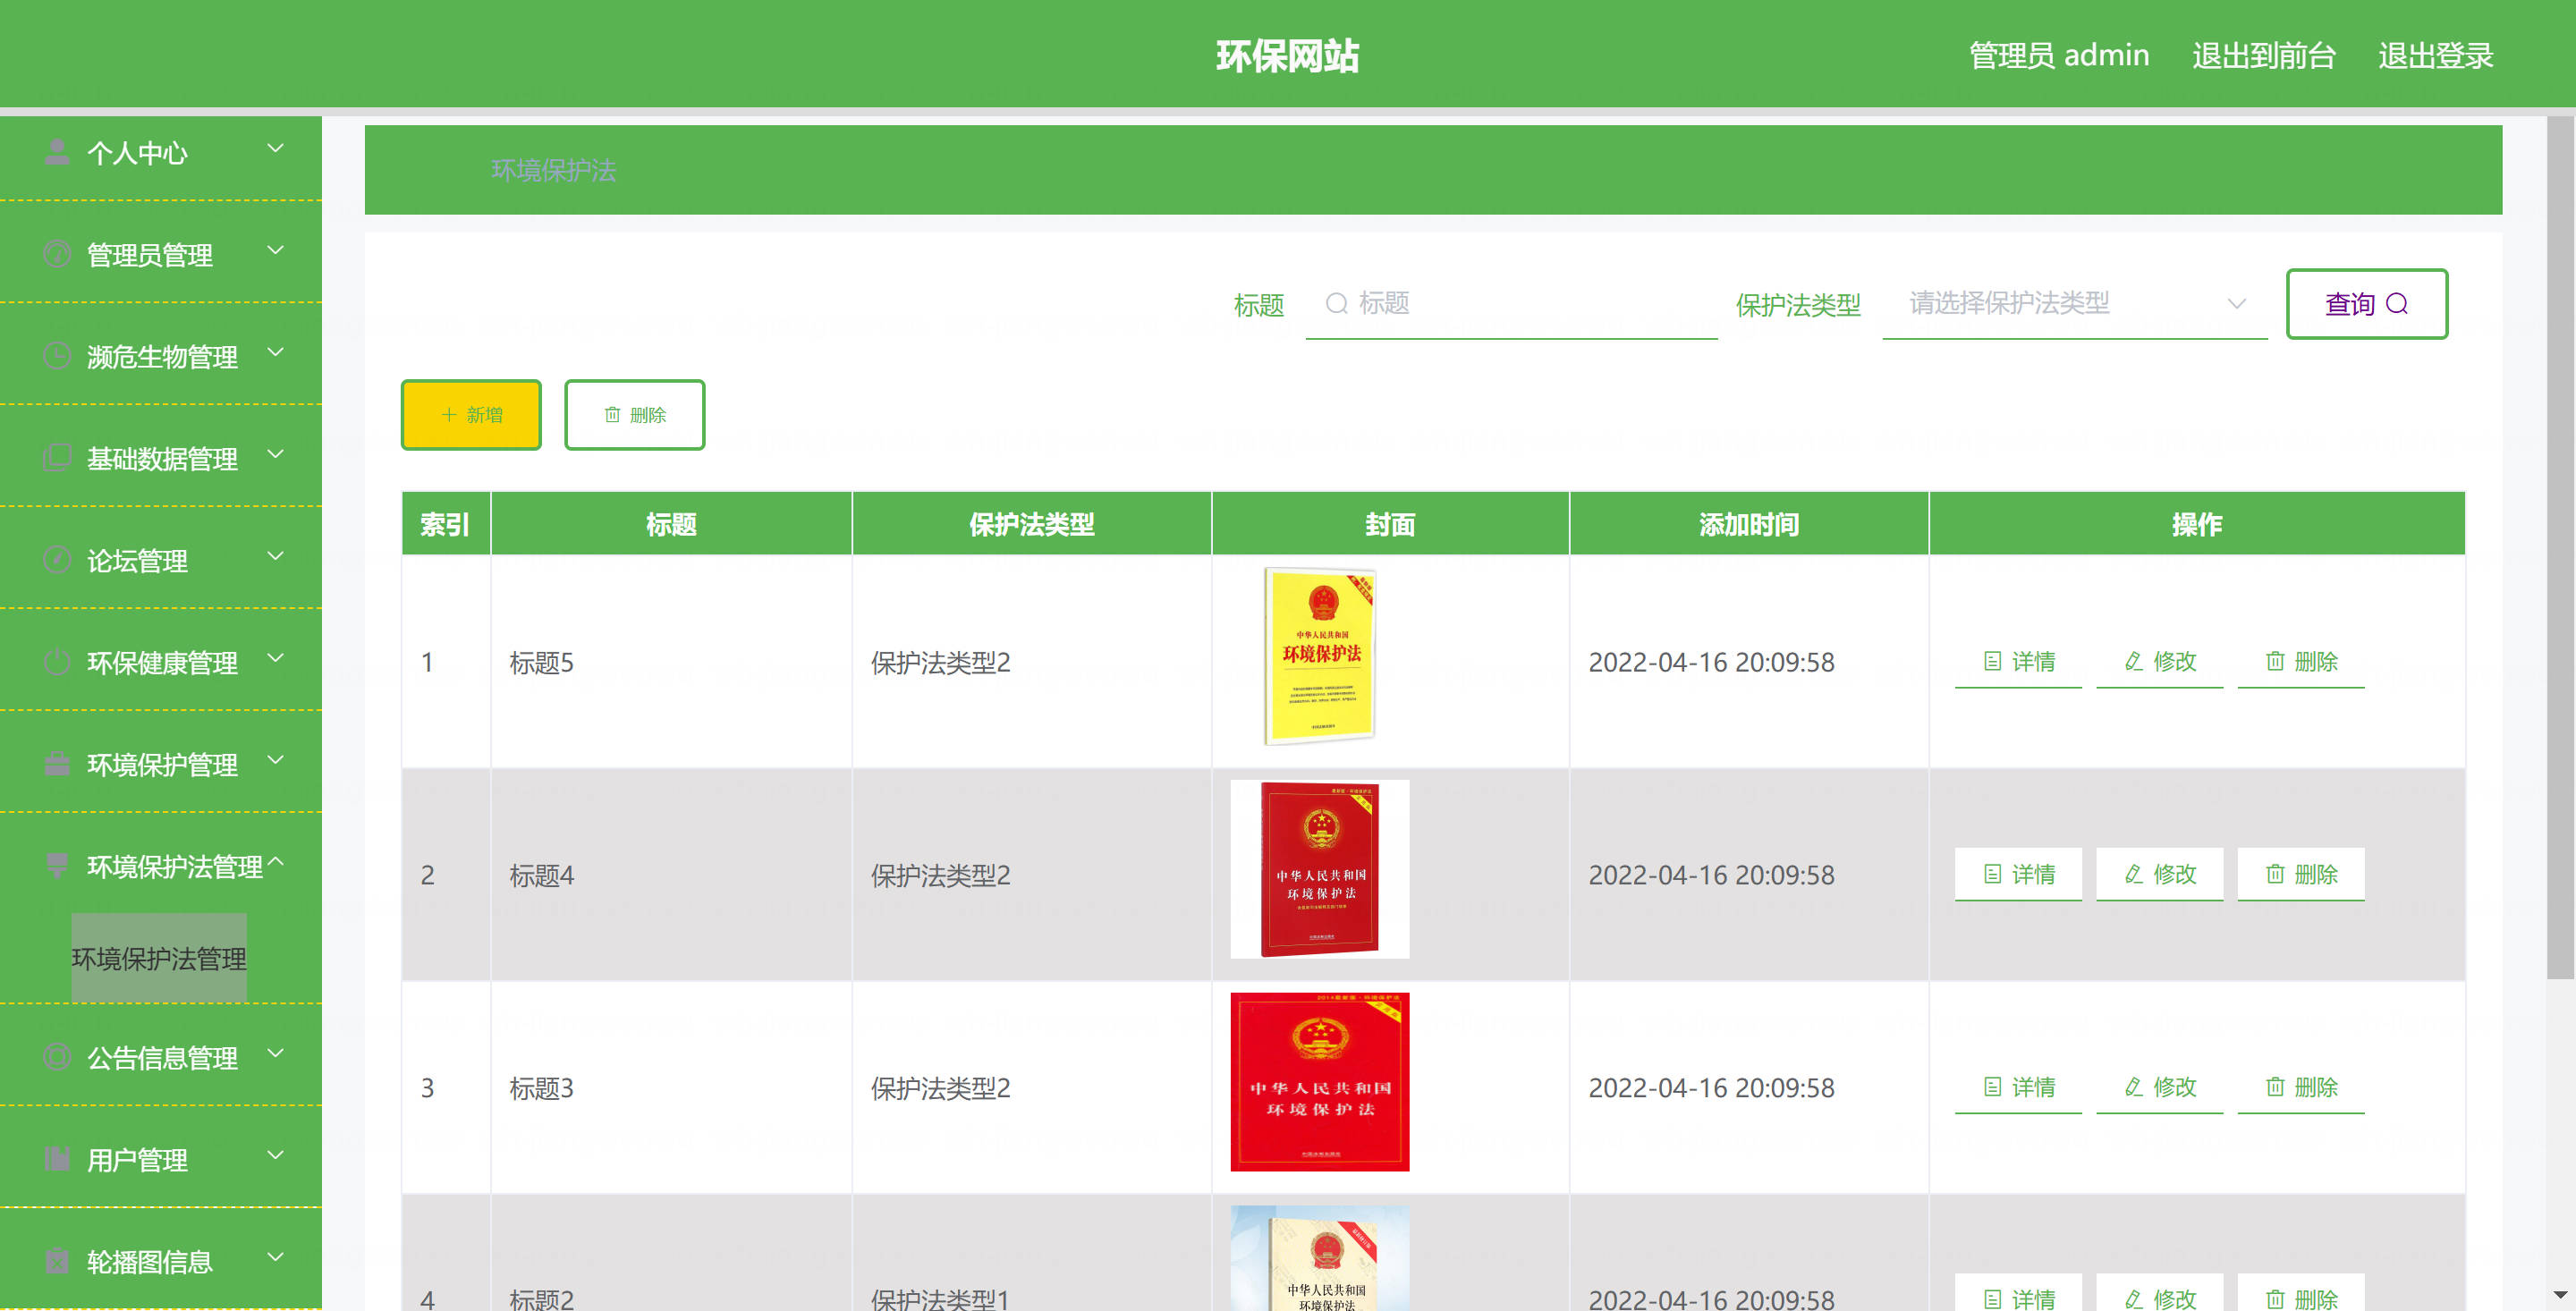 环保网站
管理员 admin
退出到前台
退出登录
个人中心
管理员管理
濒危生物管理
基础数据管理
论坛管理
环保健康管理
环境保护管理
环境保护法管理
环境保护法管理
公告信息管理
用户管理
轮播图信息
环境保护法
标题 标题 保护法类型 请选择保护法类型 查询
新增 删除
索引 标题 保护法类型 封面 添加时间 操作
1 标题5 保护法类型2 2022-04-16 20:09:58 详情 修改 删除
中华人民共和国
环境保护法
2 标题4 保护法类型2 2022-04-16 20:09:58 详情 修改 删除
中华人民共和国
环境保护法
3 标题3 保护法类型2 2022-04-16 20:09:58 详情 修改 删除
中华人民共和国
环境保护法
4 标题2 保护法类型1 2022-04-16 20:09:58 详情 修改 删除
中华人民共和国
环境保护法